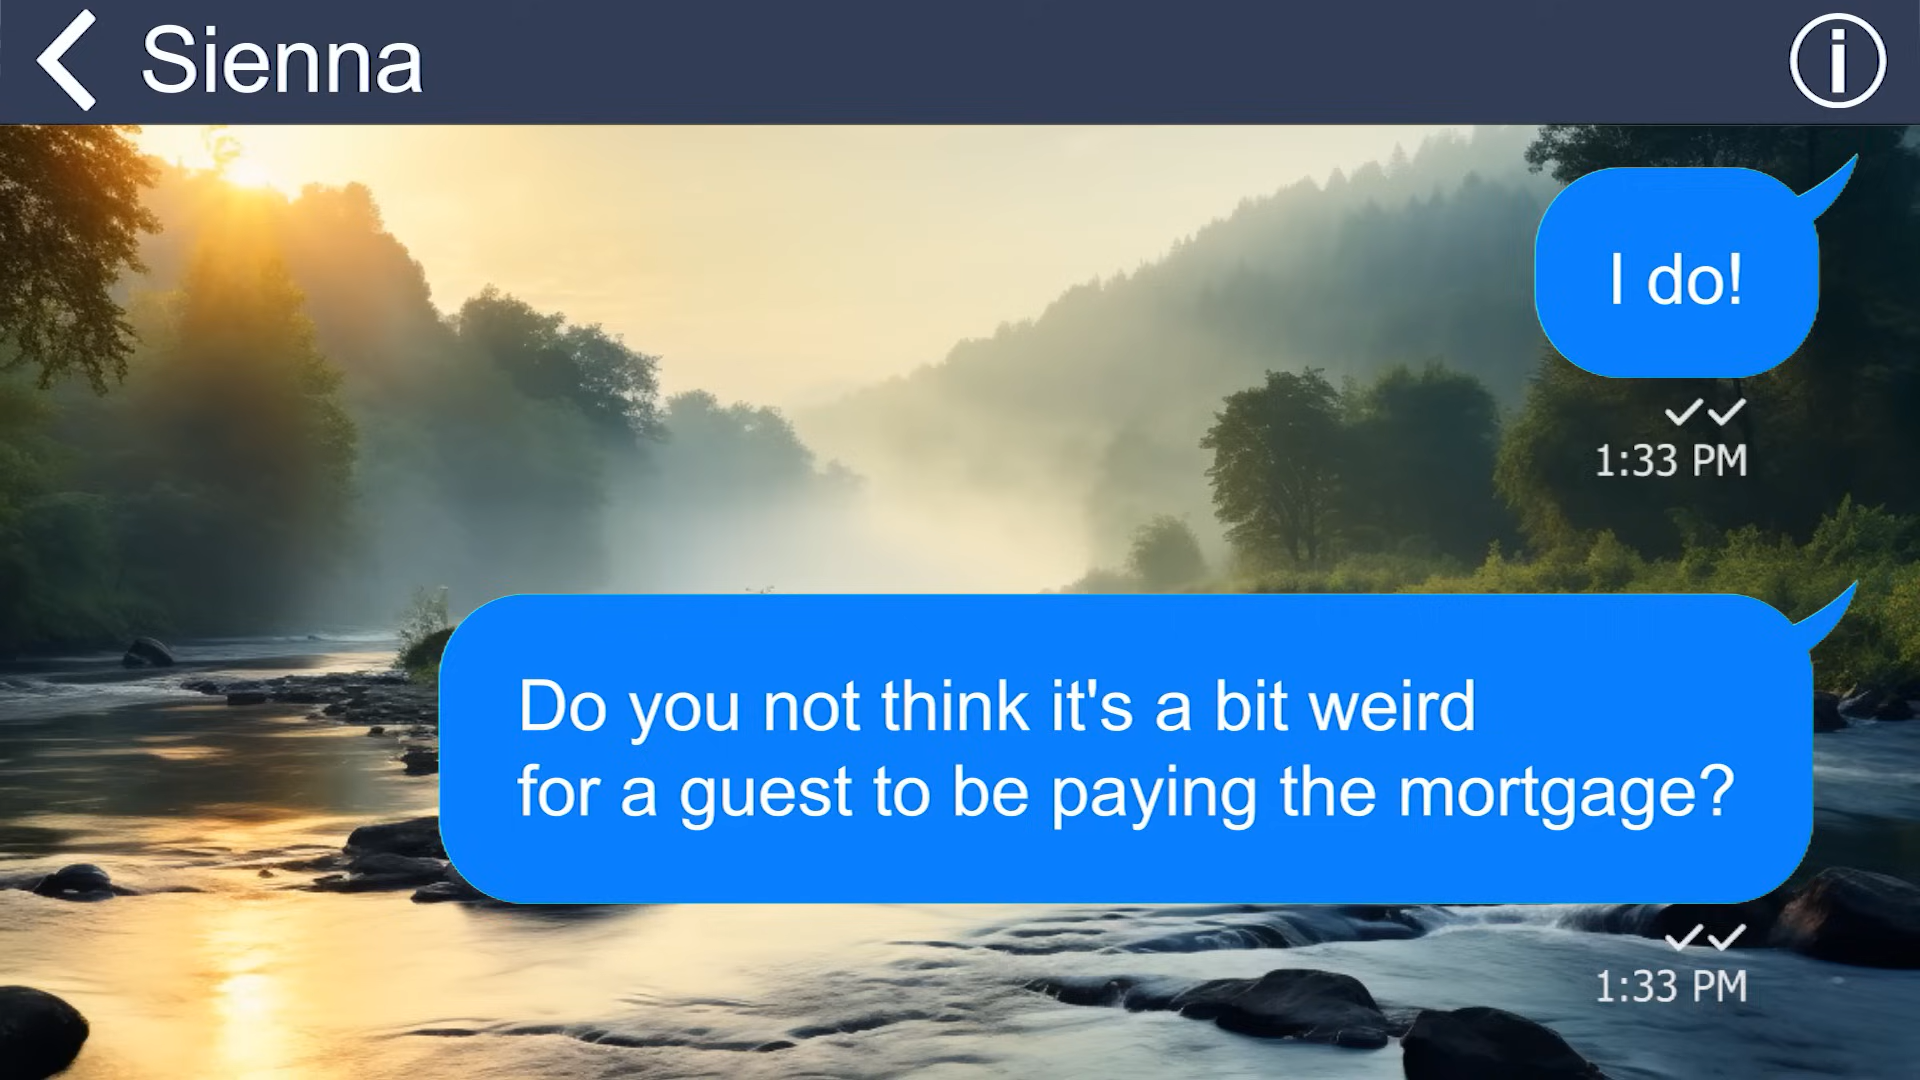 Sienna
I do!
1:33 PM
Do you not think it's a bit weird
for a guest to be paying the mortgage?
1:33 PM